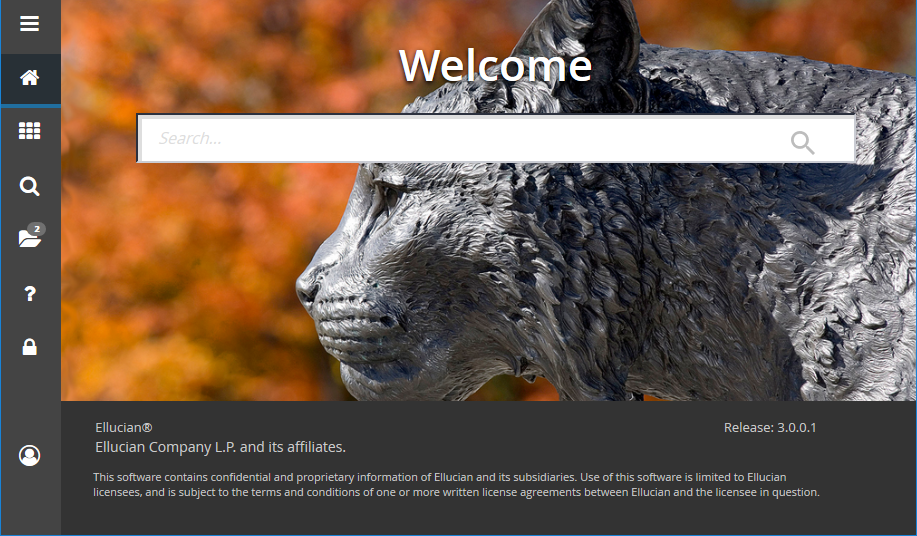 Welcome
Search...
2
?
Ellucian®
Release: 3.0.0.1
Ellucian Company L.P. and its affiliates.
This software contains confidential and proprietary information of Ellucian and its subsidiaries. Use of this software is limited to Ellucian
licensees, and is subject to the terms and conditions of one or more written license agreements between Ellucian and the licensee in question.